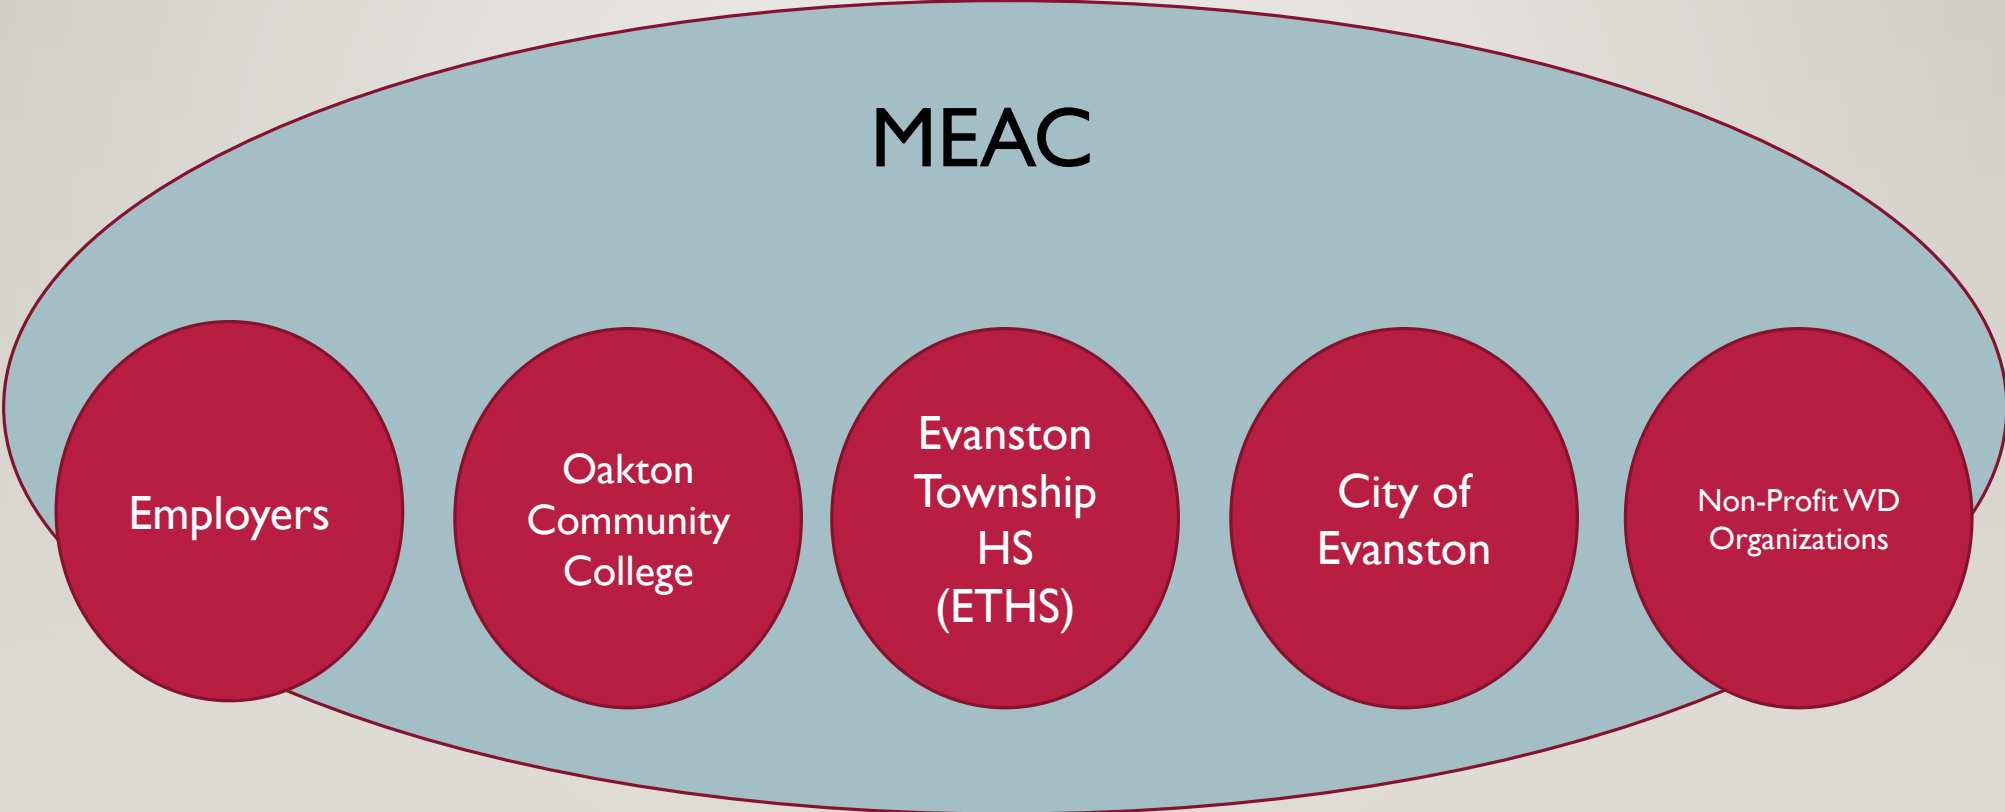 MEAC
Employers
Oakton
Community
College
Evanston
Township
HS
(ETHS)
City of
Evanston
Non-Profit WD
Organizations